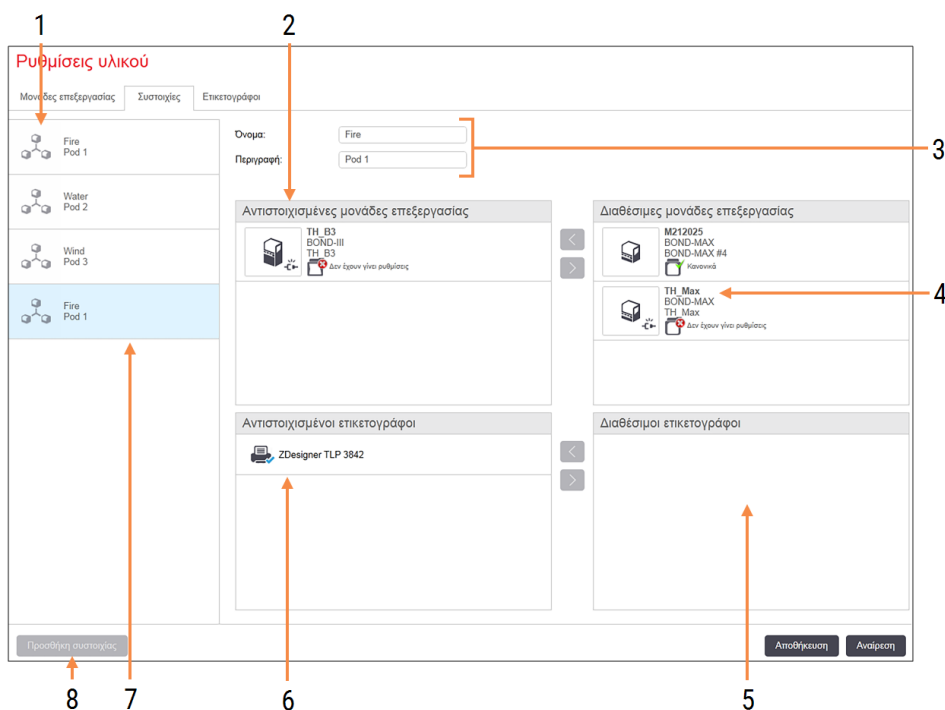 1
2
Ρυθμίσεις υλικού
Μονάδες επεξεργασίας
Συστοιχίες
Ετικετογράφοι
Fire
Pod 1
Water
Pod 2
Wind
Pod 3
Fire
Pod 1
Όνομα:
Fire
Περιγραφή:
Pod 1
3
Αντιστοιχισμένες μονάδες επεξεργασίας
TH_B3
BOND-III
TH_B3
Δεν έχουν γίνει ρυθμίσεις
<
>
Διαθέσιμες μονάδες επεξεργασίας
M212025
BOND-MAX
BOND-MAX #4
Κανονικά
TH_Max
BOND-MAX
TH_Max
Δεν έχουν γίνει ρυθμίσεις
4
Αντιστοιχισμένοι ετικετογράφοι
ZDesigner TLP 3842
<
>
Διαθέσιμοι ετικετογράφοι
Προσθήκη συστοιχίας
Αποθήκευση
Αναίρεση
8
7
6
5